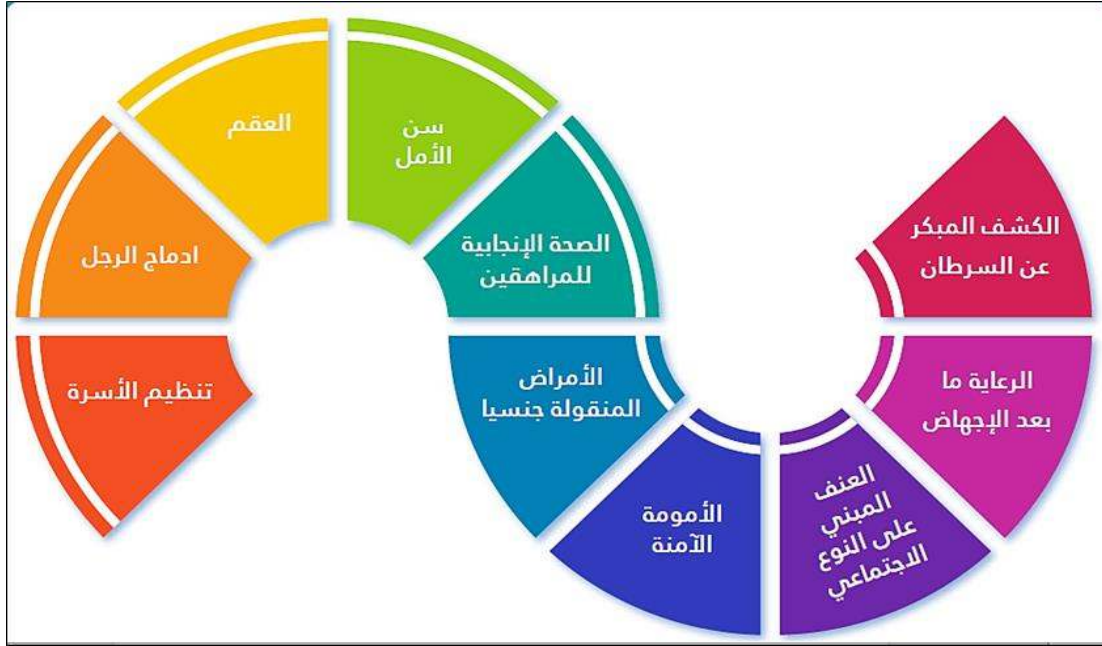 الكشف المبكر
عن السرطان
الرعاية ما
بعد الإجهاض
العنف
المبني
على النوع
الاجتماعي
الأمومة
الآمنة
الأمراض
المنقولة جنسيا
الصحة الإنجابية
للمراهقين
سن
الأمل
العقم
ادماج الرجل
تنظيم الأسرة